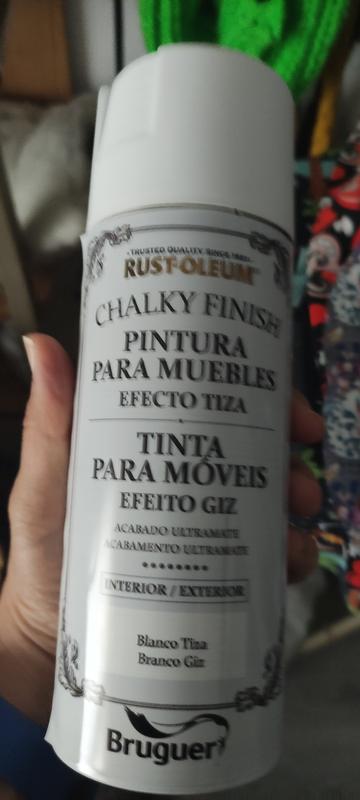 • TRUSTED QUALITY SINCE 1921 •
RUST-OLEUM
CHALKY FINISH
PINTURA
PARA MUEBLES
EFECTO TIZA
TINTA
PARA MÓVEIS
EFEITO GIZ
ACABADO ULTRAMATE
ACABAMENTO ULTRAMATE
INTERIOR / EXTERIOR
Blanco Tiza
Branco Giz
Bruguer